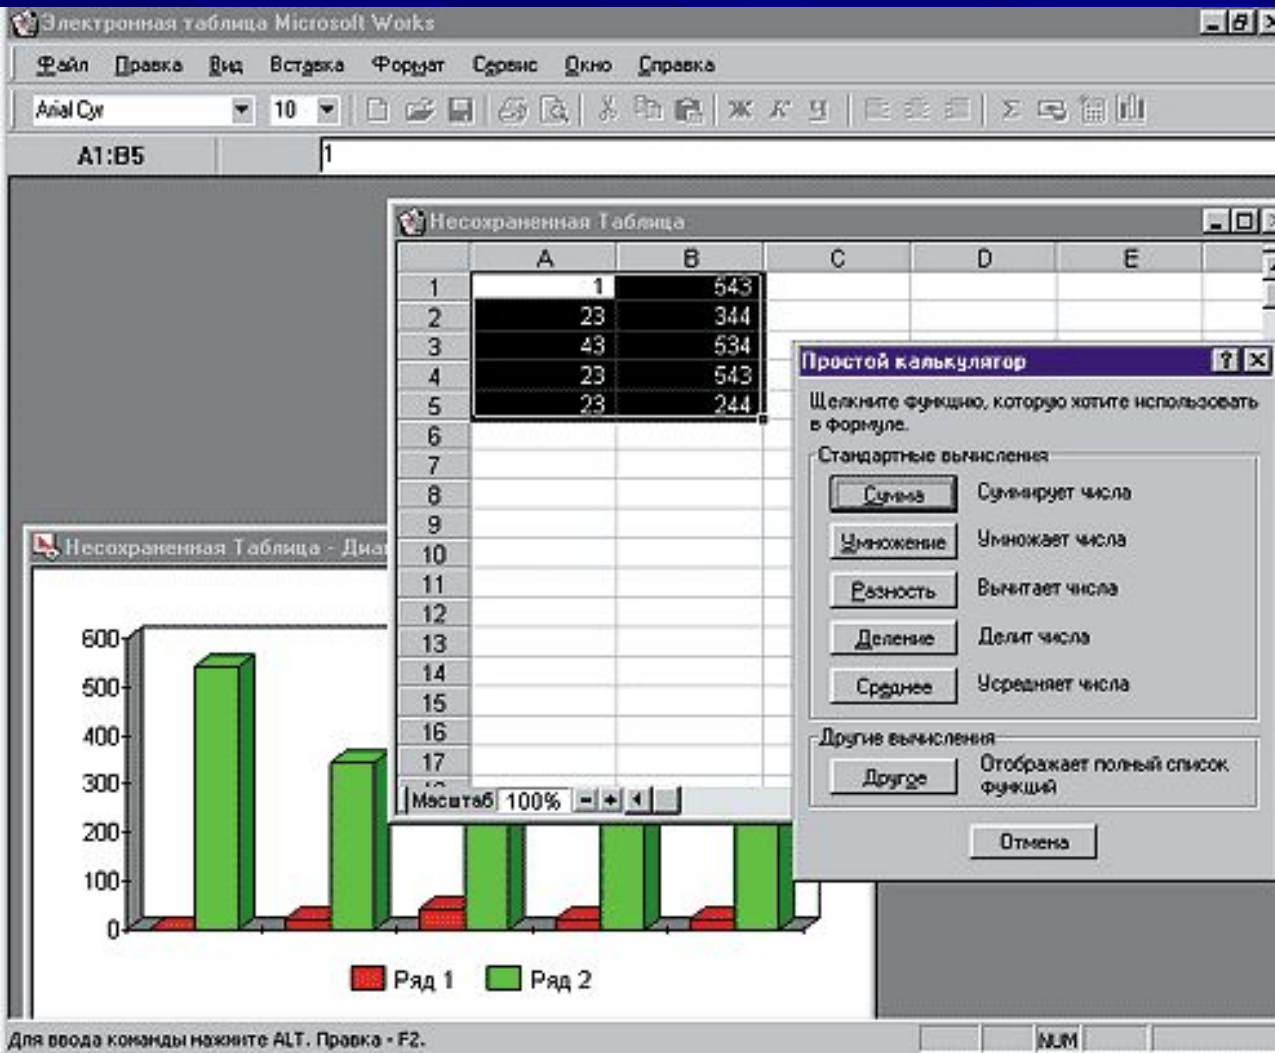 Электронная таблица Microsoft Works
Файл Правка Вид Вставка Формат Сервис Окно Справка
Arial Cyr 10 Ж К Ч Σ
A1:B5 1
Несохраненная Таблица
A B C D E
1 1 543
2 23 344
3 43 534
4 23 543
5 23 244
6
7
8
9
10
11
12
13
14
15
16
17
Масштаб 100%
Простой калькулятор
Щелкните функцию, которую хотите использовать
в формуле.
Стандартные вычисления
Сумма Суммирует числа
Умножение Умножает числа
Разность Вычитает числа
Деление Делит числа
Среднее Усредняет числа
Другие вычисления
Другое Отображает полный список
функций
Отмена
Несохраненная Таблица - Диа
600
500
400
300
200
100
0
Ряд 1 Ряд 2
Для ввода команды нажмите ALT. Правка - F2. NUM